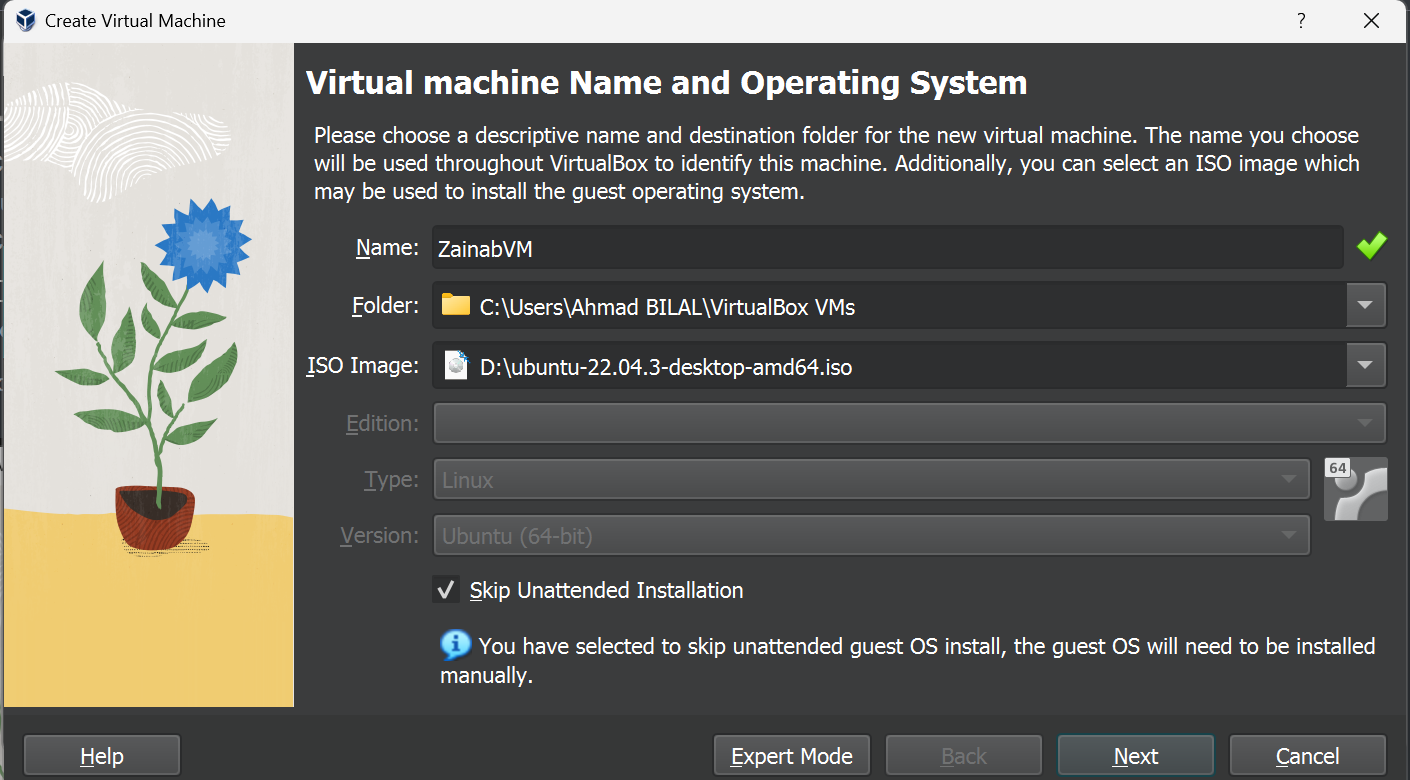 Create Virtual Machine
?
Virtual machine Name and Operating System
Please choose a descriptive name and destination folder for the new virtual machine. The name you choose
will be used throughout VirtualBox to identify this machine. Additionally, you can select an ISO image which
may be used to install the guest operating system.
Name: ZainabVM
Folder: C:\Users\Ahmad BILAL\VirtualBox VMs
ISO Image: D:\ubuntu-22.04.3-desktop-amd64.iso
Edition:
Type: Linux
64
Version: Ubuntu (64-bit)
Skip Unattended Installation
You have selected to skip unattended guest OS install, the guest OS will need to be installed
manually.
Help Expert Mode Back Next Cancel